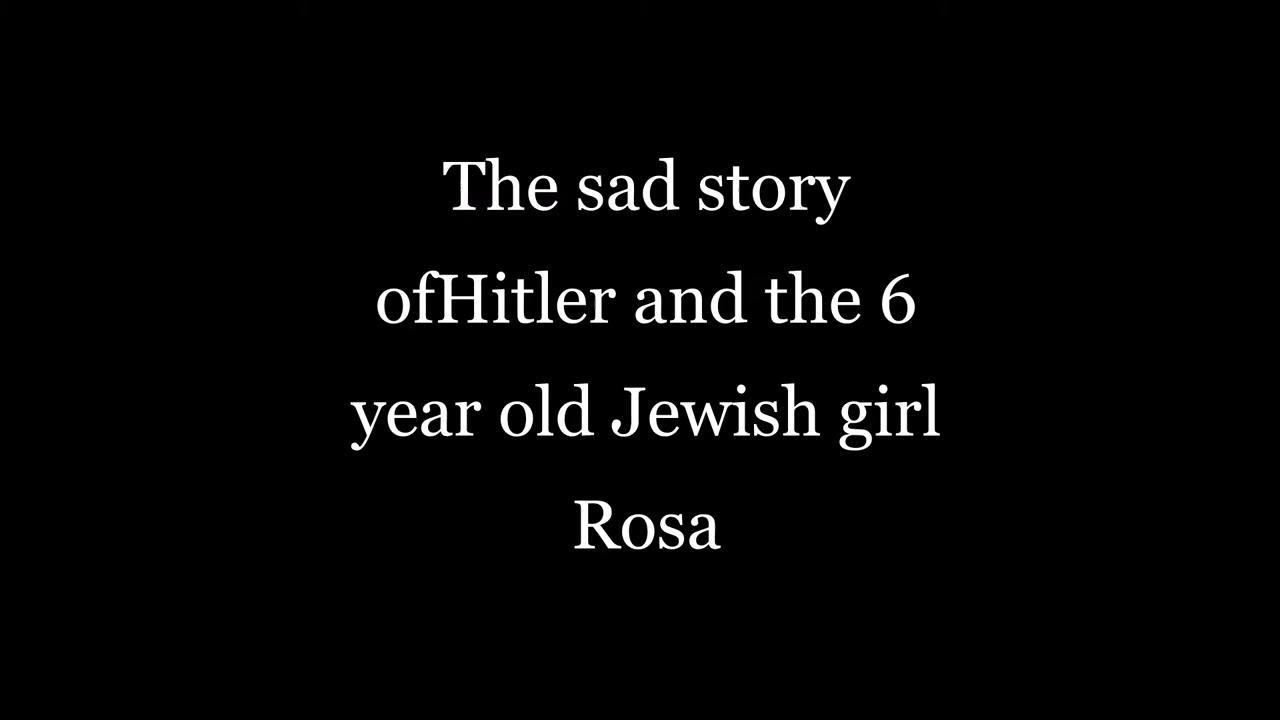 The sad story
ofHitler and the 6
year old Jewish girl
Rosa